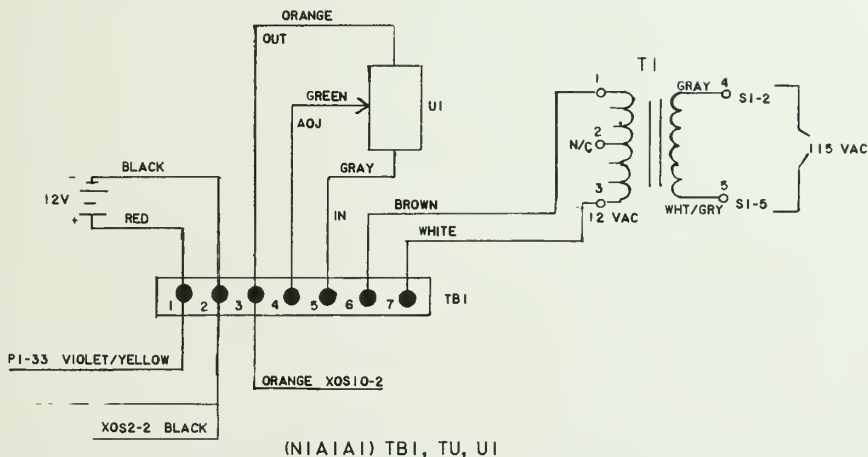 ORANGE
OUT
GREEN
AOJ
U1
GRAY
IN
BLACK
-
12V
+
RED
BROWN
WHITE
1 2 3 4 5 6 7
TB1
P1-33 VIOLET/YELLOW
ORANGE XOS10-2
XOS2-2 BLACK
T1
1
2
N/C
3
12 VAC
GRAY
4
S1-2
5
WHT/GRY
S1-5
115 VAC
(N1A1A1) TB1, TU, U1